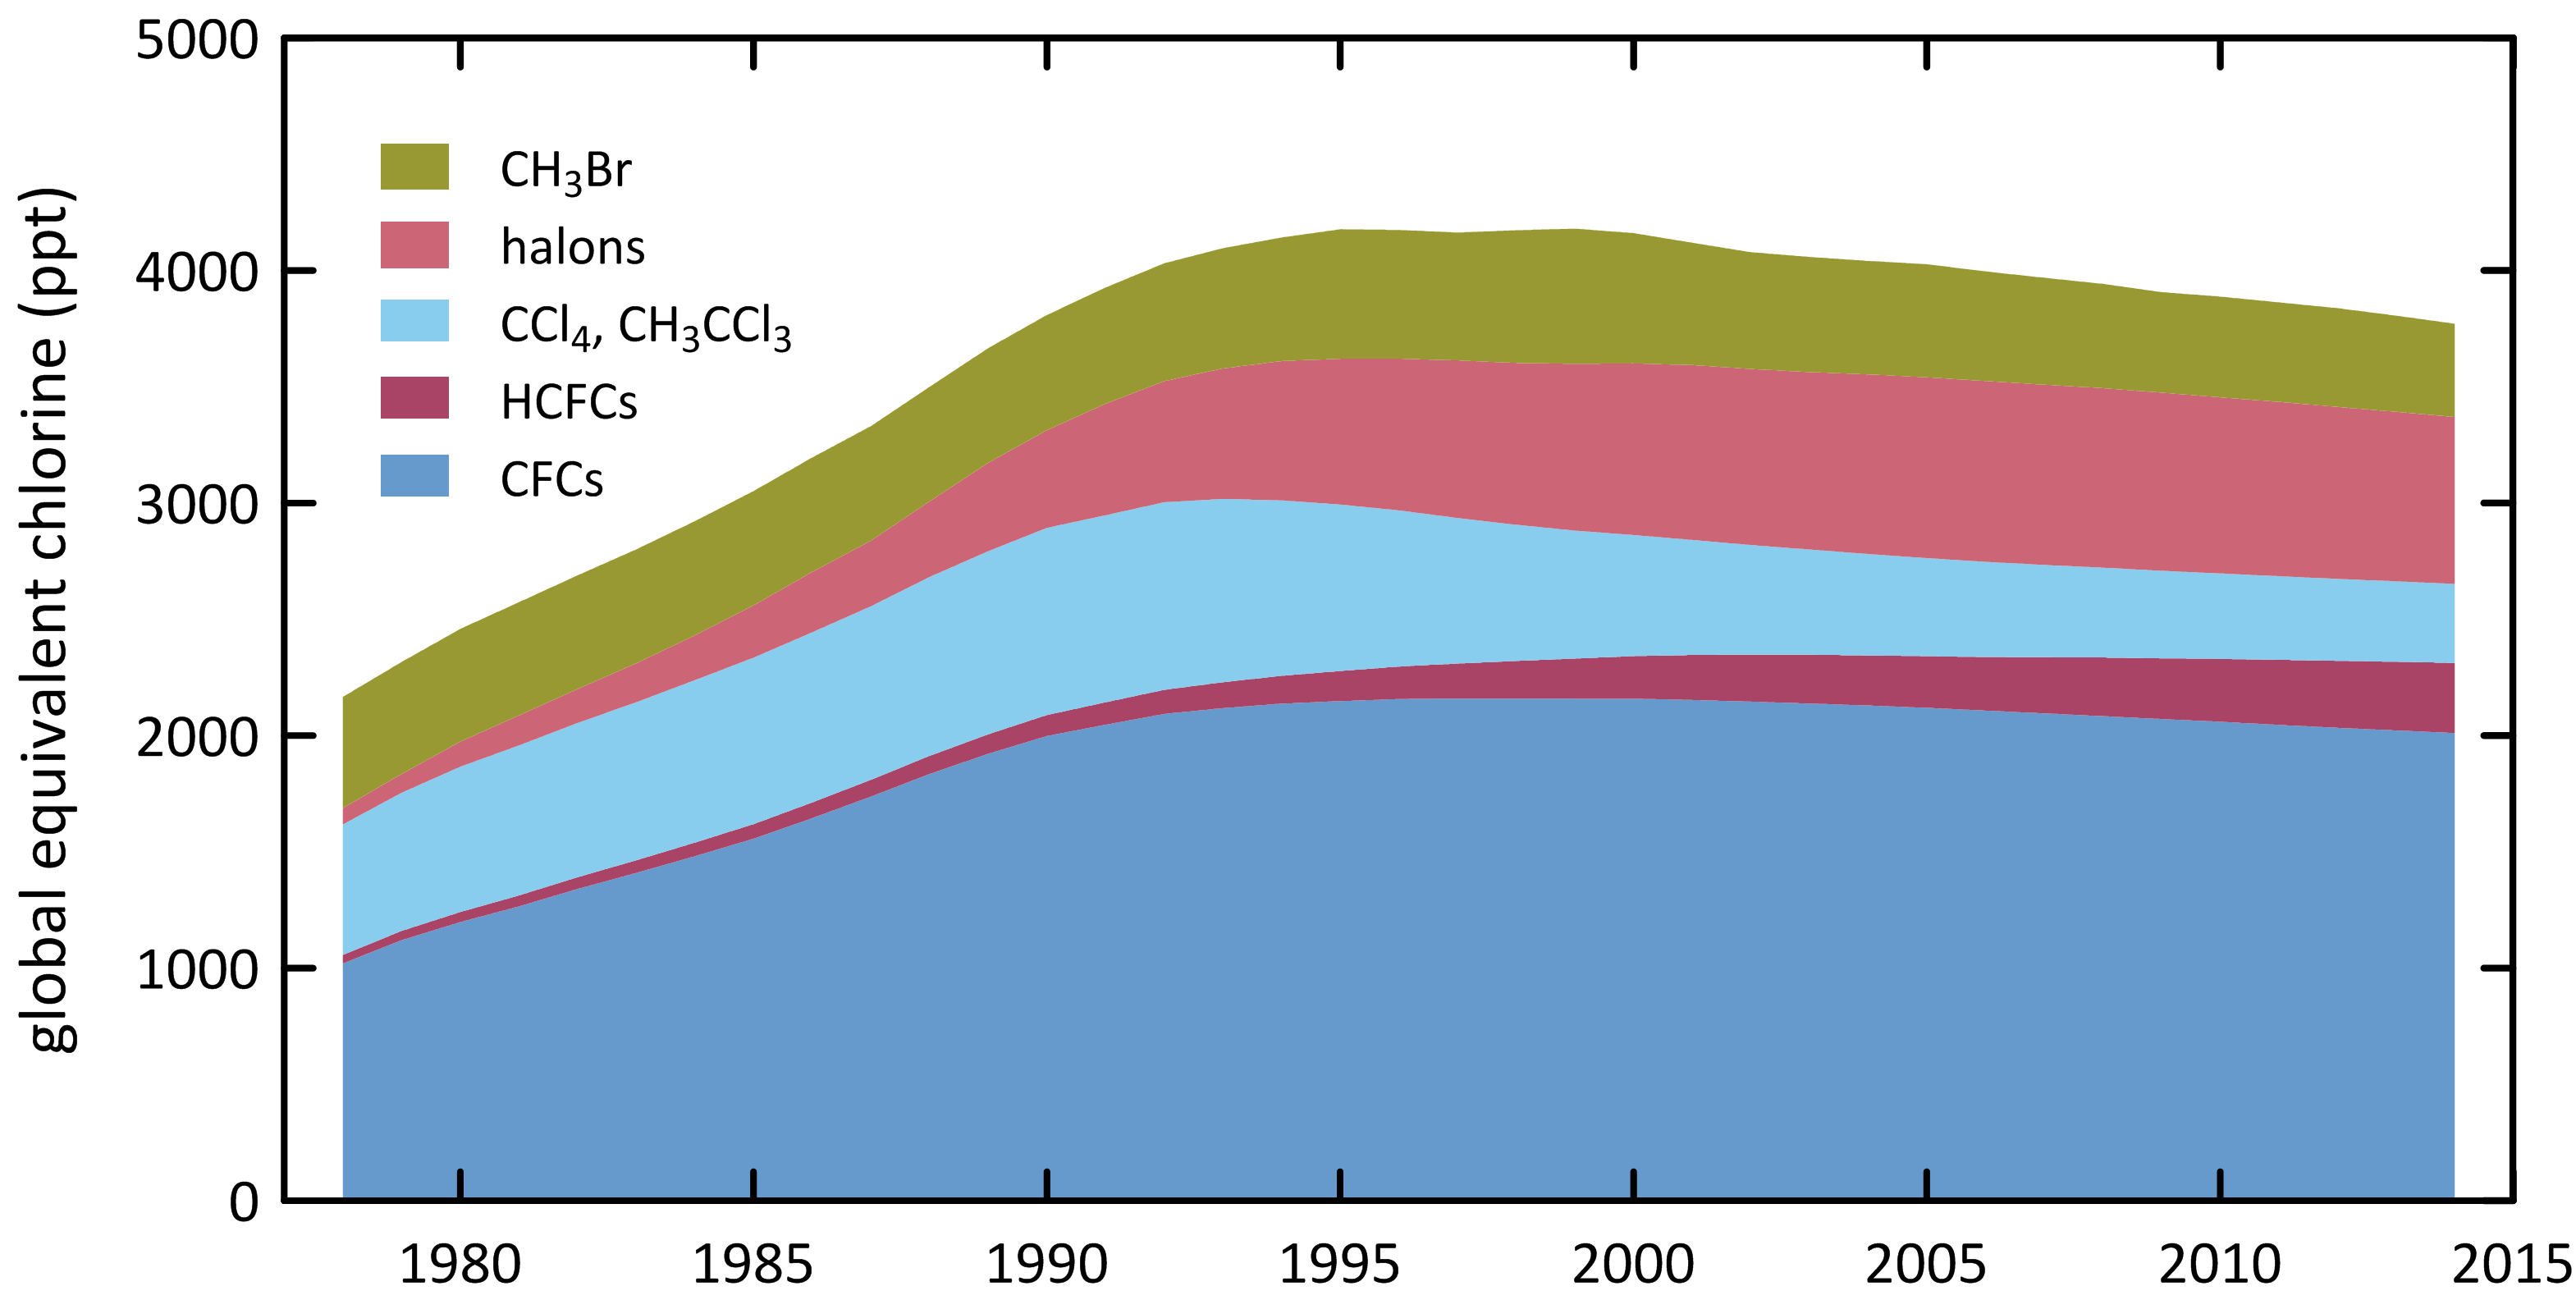 global equivalent chlorine (ppt)
5000
4000
3000
2000
1000
0
CH₃Br
halons
CCl₄, CH₃CCl₃
HCFCs
CFCs
1980 1985 1990 1995 2000 2005 2010 2015